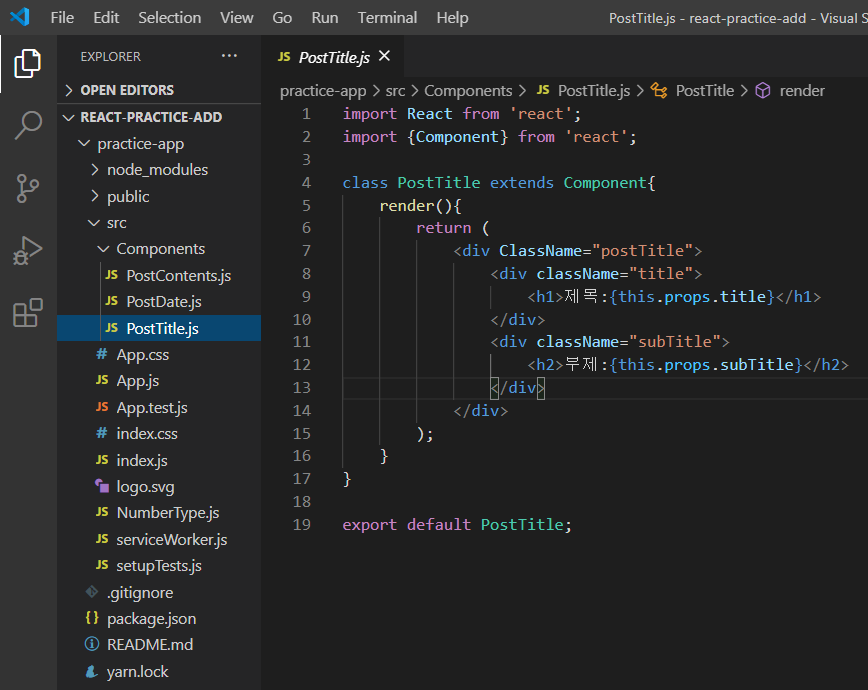 File Edit Selection View Go Run Terminal Help PostTitle.js - react-practice-add - Visual S
EXPLORER ...
OPEN EDITORS
REACT-PRACTICE-ADD
practice-app
node_modules
public
src
Components
JS PostContents.js
JS PostDate.js
JS PostTitle.js
# App.css
JS App.js
JS App.test.js
# index.css
JS index.js
logo.svg
JS NumberType.js
JS serviceWorker.js
JS setupTests.js
.gitignore
{} package.json
README.md
yarn.lock
JS PostTitle.js ×
practice-app > src > Components > JS PostTitle.js > PostTitle > render
1 import React from 'react';
2 import {Component} from 'react';
3
4 class PostTitle extends Component{
5 render(){
6 return (
7 <div ClassName="postTitle">
8 <div className="title">
9 <h1>제목:{this.props.title}</h1>
10 </div>
11 <div className="subTitle">
12 <h2>부제:{this.props.subTitle}</h2>
13 </div>
14 </div>
15 );
16 }
17 }
18
19 export default PostTitle;